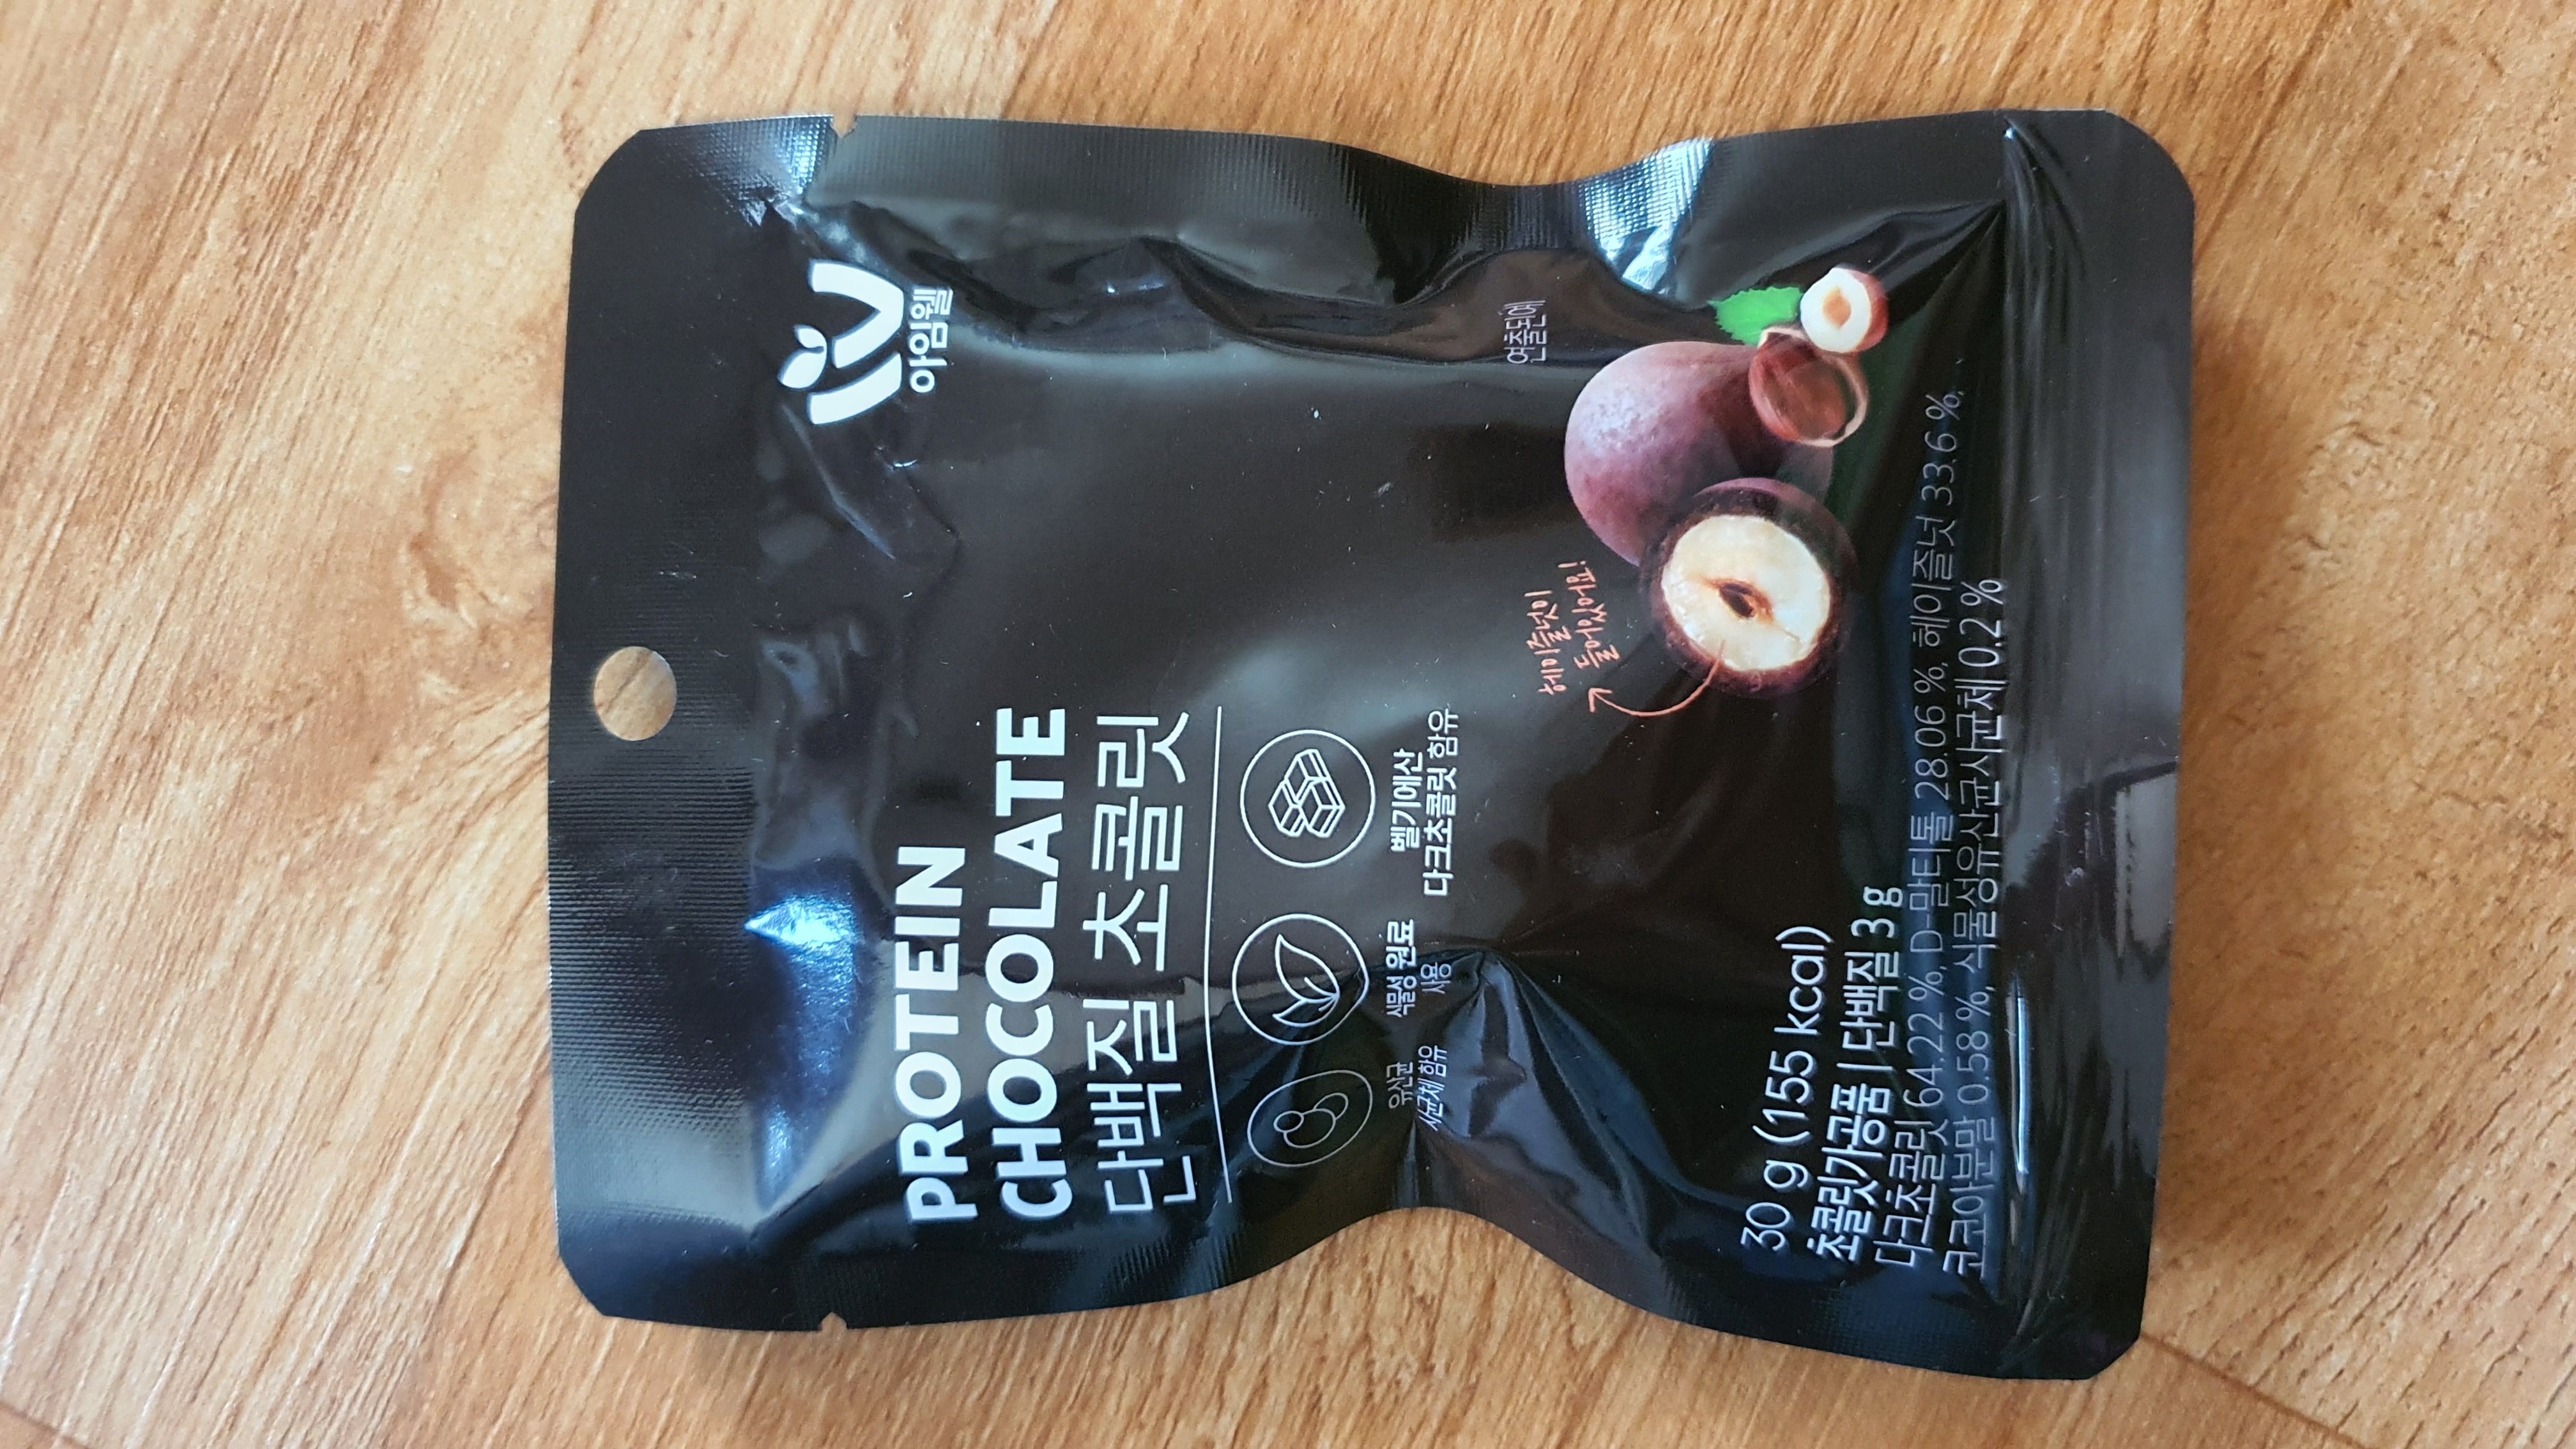 아임웰
PROTEIN
CHOCOLATE
단백질 초콜릿
유산균
사균체 함유
식물성 원료
사용
벨기에산
다크초콜릿 함유
연출된예
헤이즐넛이
들어있어요!
30 g (155 kcal)
초콜릿가공품 | 단백질 3 g
다크초콜릿 64.22 %, D-말티톨 28.06 %, 헤이즐넛 33.6 %,
코코아분말 0.58 %, 식물성유산균사균체 0.2 %